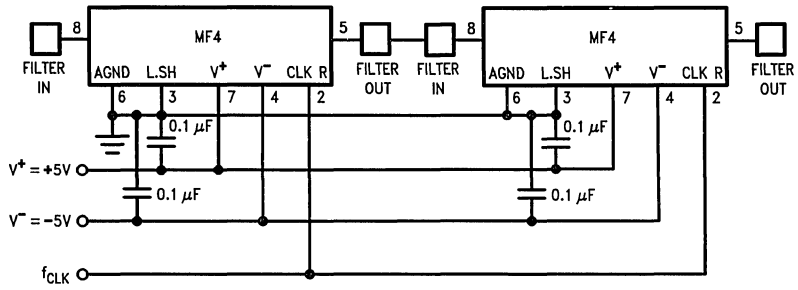 8 MF4 5 8 MF4 5
FILTER IN
AGND L.SH V+ V− CLK R
FILTER OUT
FILTER IN
AGND L.SH V+ V− CLK R
FILTER OUT
6 3 7 4 2
6 3 7 4 2
0.1 μF
0.1 μF
V+ = +5V
0.1 μF
0.1 μF
V− = −5V
fCLK